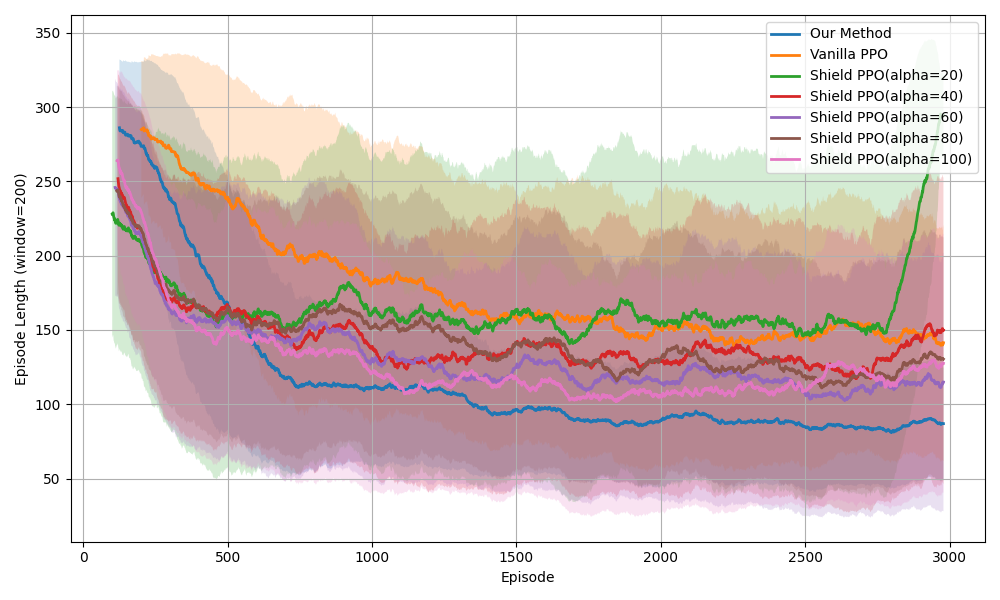 350
300
250
200
150
100
50
Episode Length (window=200)
0
500
1000
1500
2000
2500
3000
Episode
Our Method
Vanilla PPO
Shield PPO(alpha=20)
Shield PPO(alpha=40)
Shield PPO(alpha=60)
Shield PPO(alpha=80)
Shield PPO(alpha=100)